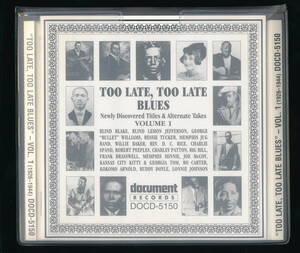 "TOO LATE, TOO LATE BLUES" - VOL. 1 (1926-1944) DOCD-5150
TOO LATE, TOO LATE
BLUES
Newly Discovered Titles & Alternate Takes
VOLUME 1
BLIND BLAKE, BLIND LEMON JEFFERSON, GEORGE
"BULLET" WILLIAMS, BESSIE TUCKER, MEMPHIS JUG
BAND, WILLIE BAKER, REV. D. C. RICE, CHARLIE
SPAND, ROBERT PEEPLES, CHARLEY PATTON, BIG BILL,
FRANK BRASSWELL, MEMPHIS MINNIE, JOE McCOY,
KANSAS CITY KITTY & GEORGIA TOM, BO CARTER,
KOKOMO ARNOLD, BUDDY DOYLE, LONNIE JOHNSON
document
RECORDS
DOCD-5150
"TOO LATE, TOO LATE BLUES" - VOL. 1 (1926-1944) DOCD-5150